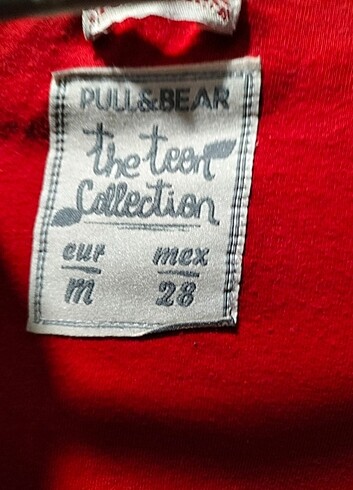 PULL&BEAR
the teen
Collection
eur mex
m 28